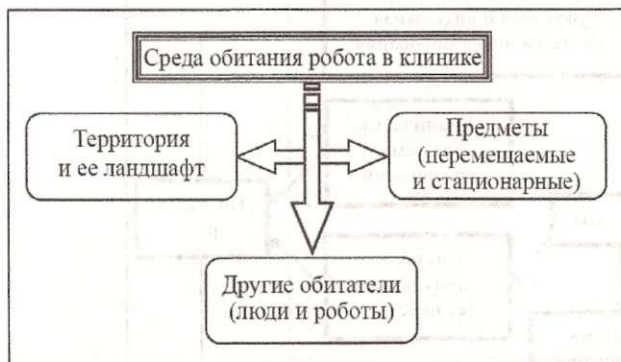 Среда обитания робота в клинике
Территория
и ее ландшафт
Предметы
(перемещаемые
и стационарные)
Другие обитатели
(люди и роботы)